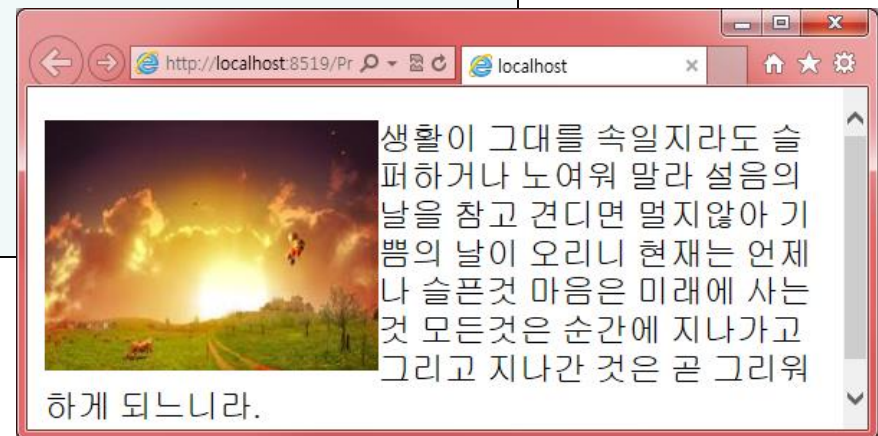 http://localhost:8519/Pr
localhost
생활이 그대를 속일지라도 슬
퍼하거나 노여워 말라 설음의
날을 참고 견디면 멀지않아 기
쁨의 날이 오리니 현재는 언제
나 슬픈것 마음은 미래에 사는
것 모든것은 순간에 지나가고
그리고 지나간 것은 곧 그리워
하게 되느니라.